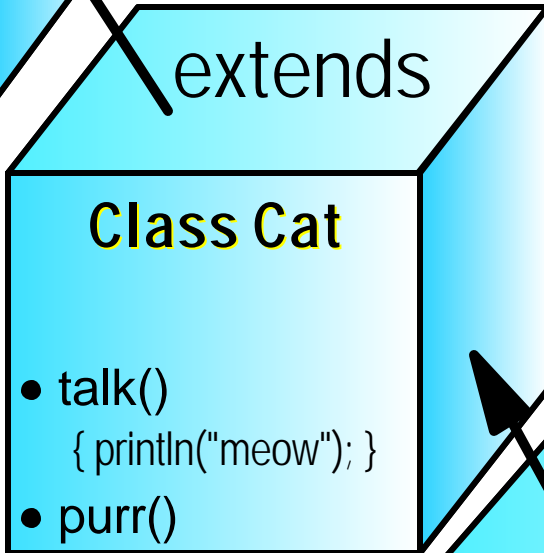 extends
Class Cat
• talk()
{ println("meow"); }
• purr()